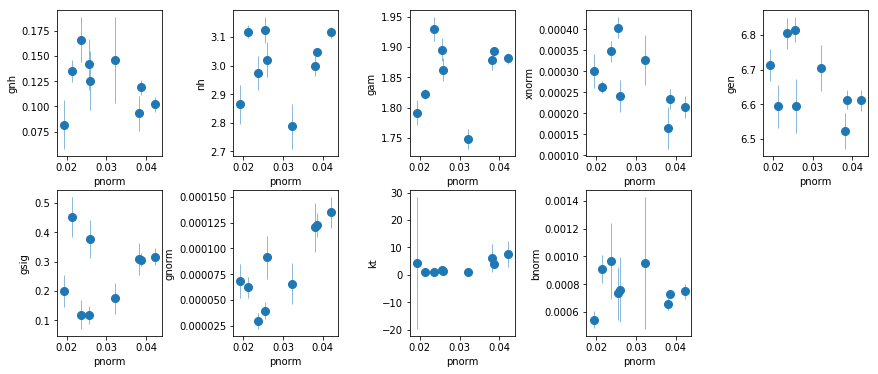 gnh
0.175
0.150
0.125
0.100
0.075
0.02 0.03 0.04
pnorm
nh
3.1
3.0
2.9
2.8
2.7
0.02 0.03 0.04
pnorm
gam
1.95
1.90
1.85
1.80
1.75
0.02 0.03 0.04
pnorm
xnorm
0.00040
0.00035
0.00030
0.00025
0.00020
0.00015
0.00010
0.02 0.03 0.04
pnorm
gen
6.8
6.7
6.6
6.5
0.02 0.03 0.04
pnorm
gsig
0.5
0.4
0.3
0.2
0.1
0.02 0.03 0.04
pnorm
gnorm
0.000150
0.000125
0.000100
0.000075
0.000050
0.000025
0.02 0.03 0.04
pnorm
kt
30
20
10
0
−10
−20
0.02 0.03 0.04
pnorm
bnorm
0.0014
0.0012
0.0010
0.0008
0.0006
0.02 0.03 0.04
pnorm